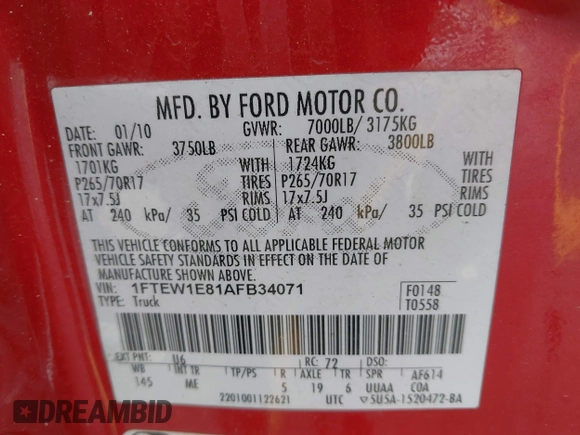 MFD. BY FORD MOTOR CO.
DATE: 01/10 GVWR: 7000LB/ 3175KG
FRONT GAWR: 3750LB REAR GAWR: 3800LB
1701KG WITH 1724KG WITH
P265/70R17 TIRES P265/70R17 TIRES
17x7.5J RIMS 17x7.5J RIMS
AT 240 kPa/ 35 PSI COLD AT 240 kPa/ 35 PSI COLD
THIS VEHICLE CONFORMS TO ALL APPLICABLE FEDERAL MOTOR
VEHICLE SAFETY STANDARDS IN EFFECT ON THE DATE OF
MANUFACTURE SHOWN ABOVE.
VIN: 1FTEW1E81AFB34071 F0148
TYPE: Truck T0558
EXT PNT: U6 RC: 72 DSO:
WB INT TR TP/PS R AXLE TR SPR AF614
145 ME 5 19 6 UUAA COA
2201001122621 UTC ▽5U5A-1520472-BA
Ford
DREAMBID